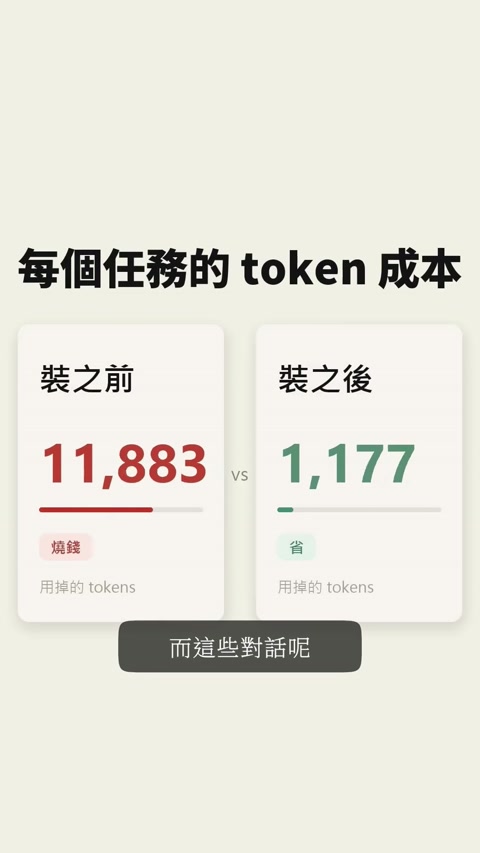 每個任務的 token 成本
裝之前
11,883
燒錢
用掉的 tokens
vs
裝之後
1,177
省
用掉的 tokens
而這些對話呢